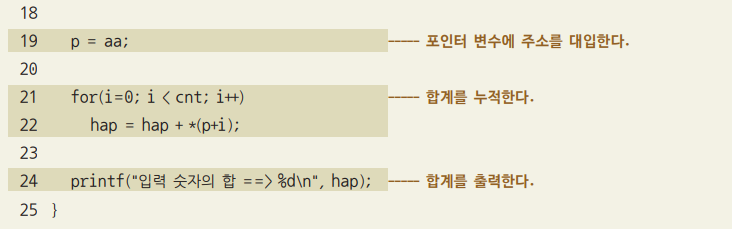 18
19 p = aa; 포인터 변수에 주소를 대입한다.
20
21 for(i=0; i < cnt; i++) 합계를 누적한다.
22 hap = hap + *(p+i);
23
24 printf("입력 숫자의 합 ==> %d\n", hap); 합계를 출력한다.
25 }